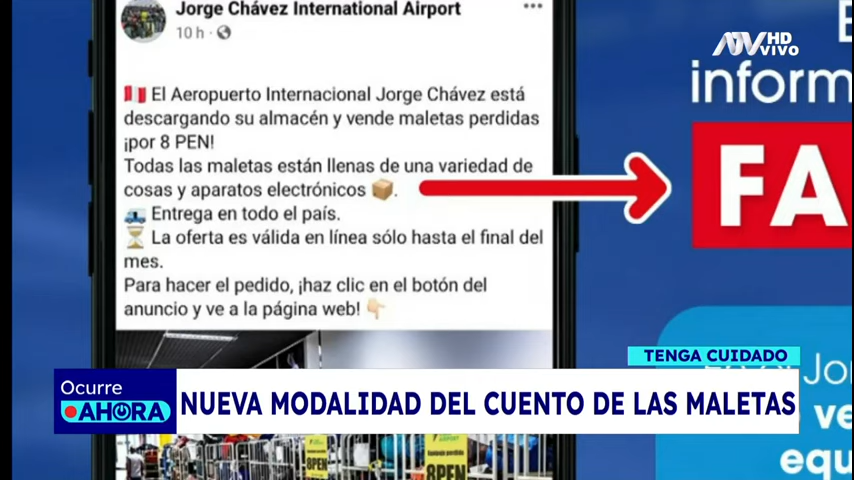 Jorge Chávez International Airport
10 h
El Aeropuerto Internacional Jorge Chávez está
descargando su almacén y vende maletas perdidas
¡por 8 PEN!
Todas las maletas están llenas de una variedad de
cosas y aparatos electrónicos
Entrega en todo el país.
La oferta es válida en línea sólo hasta el final del
mes.
Para hacer el pedido, ¡haz clic en el botón del
anuncio y ve a la página web!
8PEN
8PEN
ATV HD
VIVO
E
inform
FA
Jor
ve
equ
TENGA CUIDADO
Ocurre
AHORA
NUEVA MODALIDAD DEL CUENTO DE LAS MALETAS